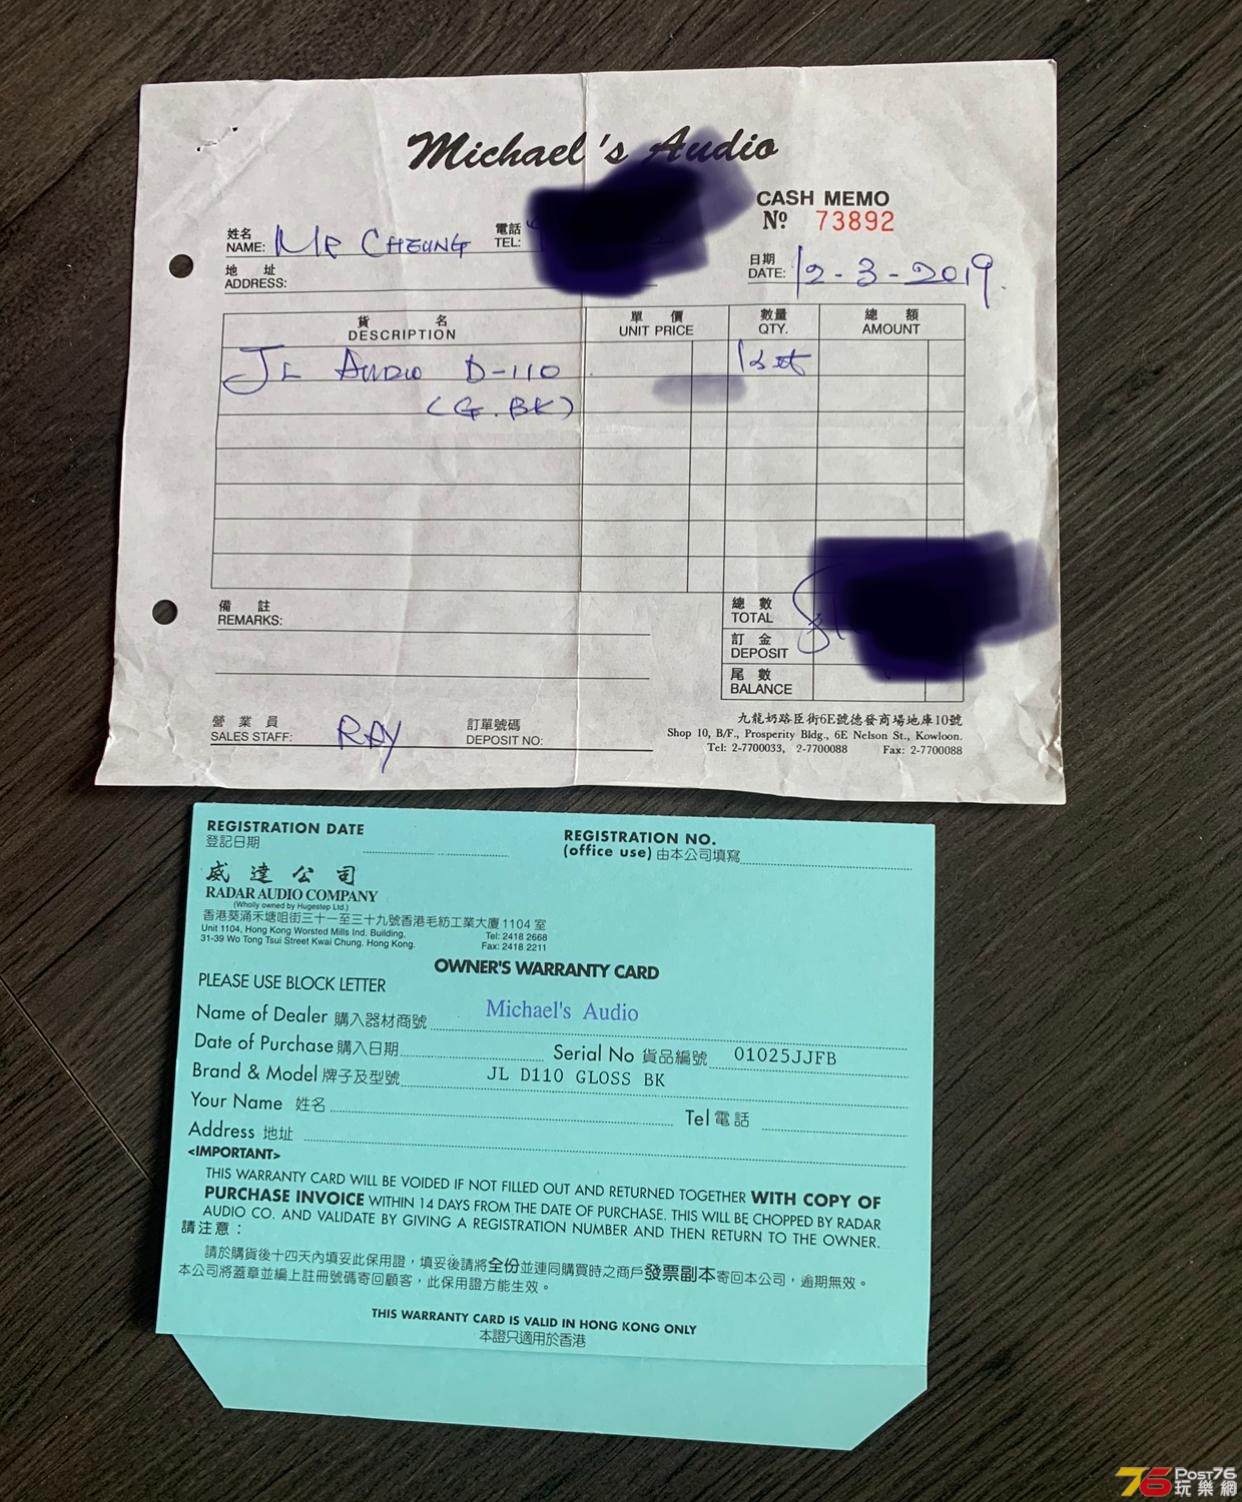 Michael's Audio
CASH MEMO
Nº 73892
姓名
NAME: MR CHEUNG
電話
TEL:
日期
DATE: 12-3-2019
地址
ADDRESS:
貨名
DESCRIPTION
單價
UNIT PRICE
數量
QTY.
總額
AMOUNT
JL AUDIO D-110
1set
(G.BK)
備註
REMARKS:
總數
TOTAL
訂金
DEPOSIT
尾數
BALANCE
營業員
SALES STAFF: RAY
訂單號碼
DEPOSIT NO:
九龍奶路臣街6E號德發商場地庫10號
Shop 10, B/F., Prosperity Bldg., 6E Nelson St., Kowloon.
Tel: 2-7700033, 2-7700088 Fax: 2-7700088
REGISTRATION DATE
登記日期
REGISTRATION NO.
(office use) 由本公司填寫
威達公司
RADAR AUDIO COMPANY
(Wholly owned by Hugestep Ltd.)
香港葵涌禾塘咀街三十一至三十九號香港毛紡工業大廈1104室
Unit 1104, Hong Kong Worsted Mills Ind. Building,
31-39 Wo Tong Tsui Street Kwai Chung. Hong Kong.
Tel: 2418 2668
Fax: 2418 2211
OWNER'S WARRANTY CARD
PLEASE USE BLOCK LETTER
Name of Dealer 購入器材商號 Michael's Audio
Date of Purchase 購入日期 Serial No 貨品編號 01025JJFB
Brand & Model 牌子及型號 JL D110 GLOSS BK
Your Name 姓名 Tel 電話
Address 地址
<IMPORTANT>
THIS WARRANTY CARD WILL BE VOIDED IF NOT FILLED OUT AND RETURNED TOGETHER WITH COPY OF
PURCHASE INVOICE WITHIN 14 DAYS FROM THE DATE OF PURCHASE. THIS WILL BE CHOPPED BY RADAR
AUDIO CO. AND VALIDATE BY GIVING A REGISTRATION NUMBER AND THEN RETURN TO THE OWNER.
請注意：
請於購貨後十四天內填妥此保用證，填妥後請將全份並連同購買時之商戶發票副本寄回本公司，逾期無效。
本公司將蓋章並編上註冊號碼寄回顧客，此保用證方能生效。
THIS WARRANTY CARD IS VALID IN HONG KONG ONLY
本證只適用於香港
76 Post76
玩樂網